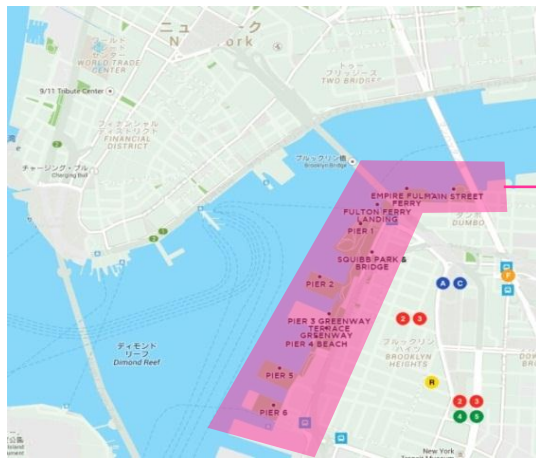 ニューヨーク
New York
ワールド
トレード
センター
WORLD TRADE
CENTER
9/11 Tribute Center
トゥー
ブリッジーズ
TWO BRIDGES
ファイナンシャル
ディストリクト
FINANCIAL
DISTRICT
チャージング・ブル
Charging Bull
ブルックリン橋
Brooklyn Bridge
EMPIRE FULTON
FERRY
MAIN STREET
FULTON FERRY
LANDING
PIER 1
DUMBO
SQUIBB PARK &
BRIDGE
PIER 2
F
A C
PIER 3 GREENWAY
TERRACE
GREENWAY
PIER 4 BEACH
2 3
ブルックリン
ハイツ
BROOKLYN
HEIGHTS
ディモンド
リーフ
Dimond Reef
PIER 5
R
PIER 6
2 3
4 5
New York
Transit Museum